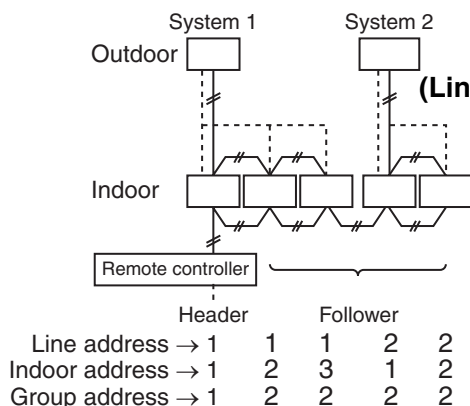 System 1 System 2
Outdoor
(Lin
Indoor
Remote controller
Header Follower
Line address → 1 1 1 2 2
Indoor address → 1 2 3 1 2
Group address → 1 2 2 2 2